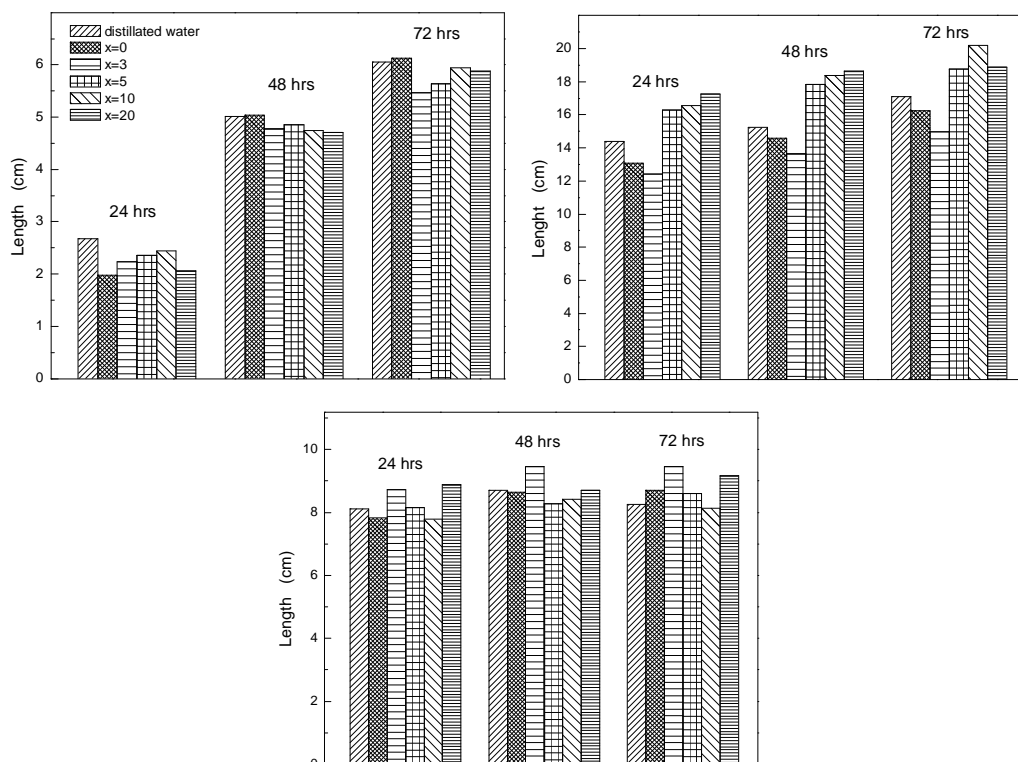 distillated water
x=0
x=3
x=5
x=10
x=20
24 hrs
48 hrs
72 hrs
Length (cm)
6
5
4
3
2
1
0
24 hrs
48 hrs
72 hrs
Lenght (cm)
20
18
16
14
12
10
8
6
4
2
0
24 hrs
48 hrs
72 hrs
Length (cm)
10
8
6
4
2
0